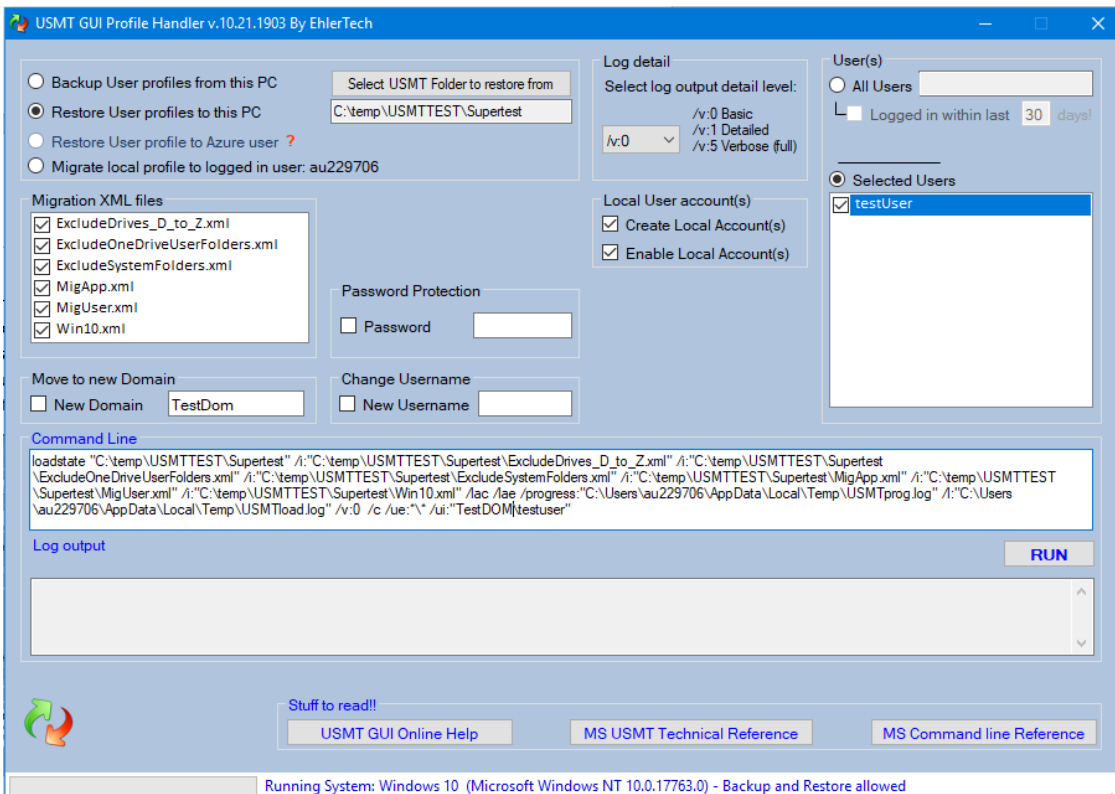 USMT GUI Profile Handler v.10.21.1903 By EhlerTech
Backup User profiles from this PC
Select USMT Folder to restore from
Restore User profiles to this PC
C:\temp\USMTTEST\Supertest
Restore User profile to Azure user ?
Migrate local profile to logged in user: au229706
Log detail
Select log output detail level:
/v:0
/v:0 Basic
/v:1 Detailed
/v:5 Verbose (full)
User(s)
All Users
Logged in within last 30 days!
Selected Users
testUser
Migration XML files
ExcludeDrives_D_to_Z.xml
ExcludeOneDriveUserFolders.xml
ExcludeSystemFolders.xml
MigApp.xml
MigUser.xml
Win10.xml
Local User account(s)
Create Local Account(s)
Enable Local Account(s)
Password Protection
Password
Move to new Domain
New Domain TestDom
Change Username
New Username
Command Line
loadstate "C:\temp\USMTTEST\Supertest" /i:"C:\temp\USMTTEST\Supertest\ExcludeDrives_D_to_Z.xml" /i:"C:\temp\USMTTEST\Supertest
\ExcludeOneDriveUserFolders.xml" /i:"C:\temp\USMTTEST\Supertest\ExcludeSystemFolders.xml" /i:"C:\temp\USMTTEST\Supertest\MigApp.xml" /i:"C:\temp\USMTTEST
\Supertest\MigUser.xml" /i:"C:\temp\USMTTEST\Supertest\Win10.xml" /lac /lae /progress:"C:\Users\au229706\AppData\Local\Temp\USMTprog.log" /l:"C:\Users
\au229706\AppData\Local\Temp\USMTload.log" /v:0 /c /ue:*\* /ui:"TestDOM\testuser"
Log output
RUN
Stuff to read!!
USMT GUI Online Help
MS USMT Technical Reference
MS Command line Reference
Running System: Windows 10 (Microsoft Windows NT 10.0.17763.0) - Backup and Restore allowed